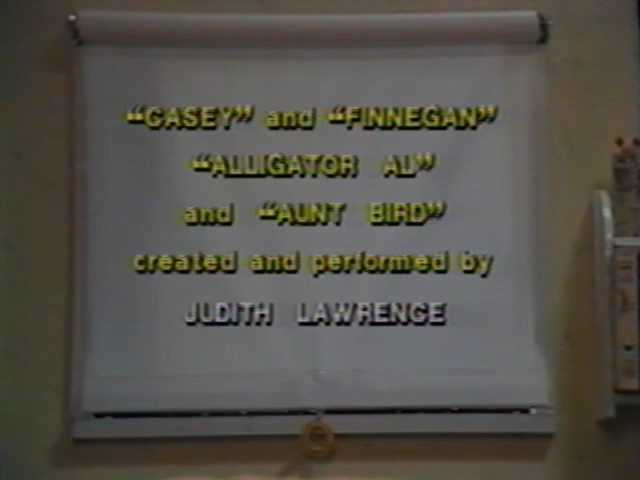 “CASEY” and “FINNEGAN”
“ALLIGATOR AL”
and “AUNT BIRD”
created and performed by
JUDITH LAWRENCE